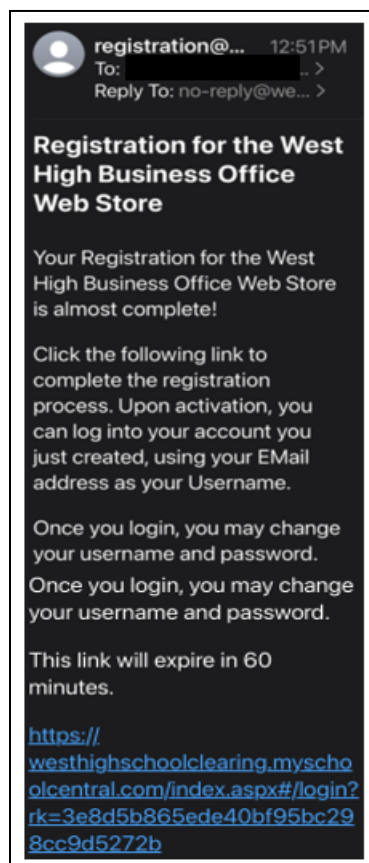 registration@... 12:51PM
To: .. >
Reply To: no-reply@we... >
Registration for the West
High Business Office
Web Store
Your Registration for the West
High Business Office Web Store
is almost complete!
Click the following link to
complete the registration
process. Upon activation, you
can log into your account you
just created, using your EMail
address as your Username.
Once you login, you may change
your username and password.
Once you login, you may change
your username and password.
This link will expire in 60
minutes.
https://
westhighschoolclearing.myscho
olcentral.com/index.aspx#/login?
rk=3e8d5b865ede40bf95bc29
8cc9d5272b